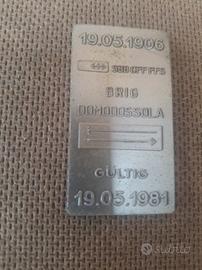 19.05.1906
SBB CFF FFS
BRIG
DOMODOSSOLA
GÜLTIG
19.05.1981
subito